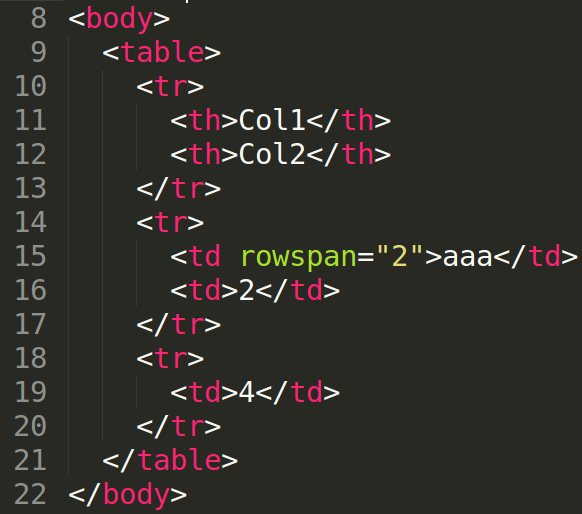 8 <body>
9   <table>
10     <tr>
11       <th>Col1</th>
12       <th>Col2</th>
13     </tr>
14     <tr>
15       <td rowspan="2">aaa</td>
16       <td>2</td>
17     </tr>
18     <tr>
19       <td>4</td>
20     </tr>
21   </table>
22 </body>